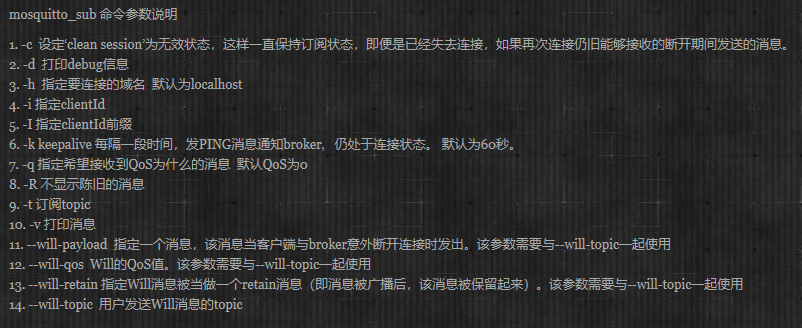 mosquitto_sub 命令参数说明
1. -c 设定‘clean session’为无效状态，这样一直保持订阅状态，即便是已经失去连接，如果再次连接仍旧能够接收的断开期间发送的消息。
2. -d 打印debug信息
3. -h 指定要连接的域名 默认为localhost
4. -i 指定clientId
5. -I 指定clientId前缀
6. -k keepalive 每隔一段时间，发PING消息通知broker，仍处于连接状态。 默认为60秒。
7. -q 指定希望接收到QoS为什么的消息 默认QoS为0
8. -R 不显示陈旧的消息
9. -t 订阅topic
10. -v 打印消息
11. --will-payload 指定一个消息，该消息当客户端与broker意外断开连接时发出。该参数需要与--will-topic一起使用
12. --will-qos Will的QoS值。该参数需要与--will-topic一起使用
13. --will-retain 指定Will消息被当做一个retain消息（即消息被广播后，该消息被保留起来）。该参数需要与--will-topic一起使用
14. --will-topic 用户发送Will消息的topic